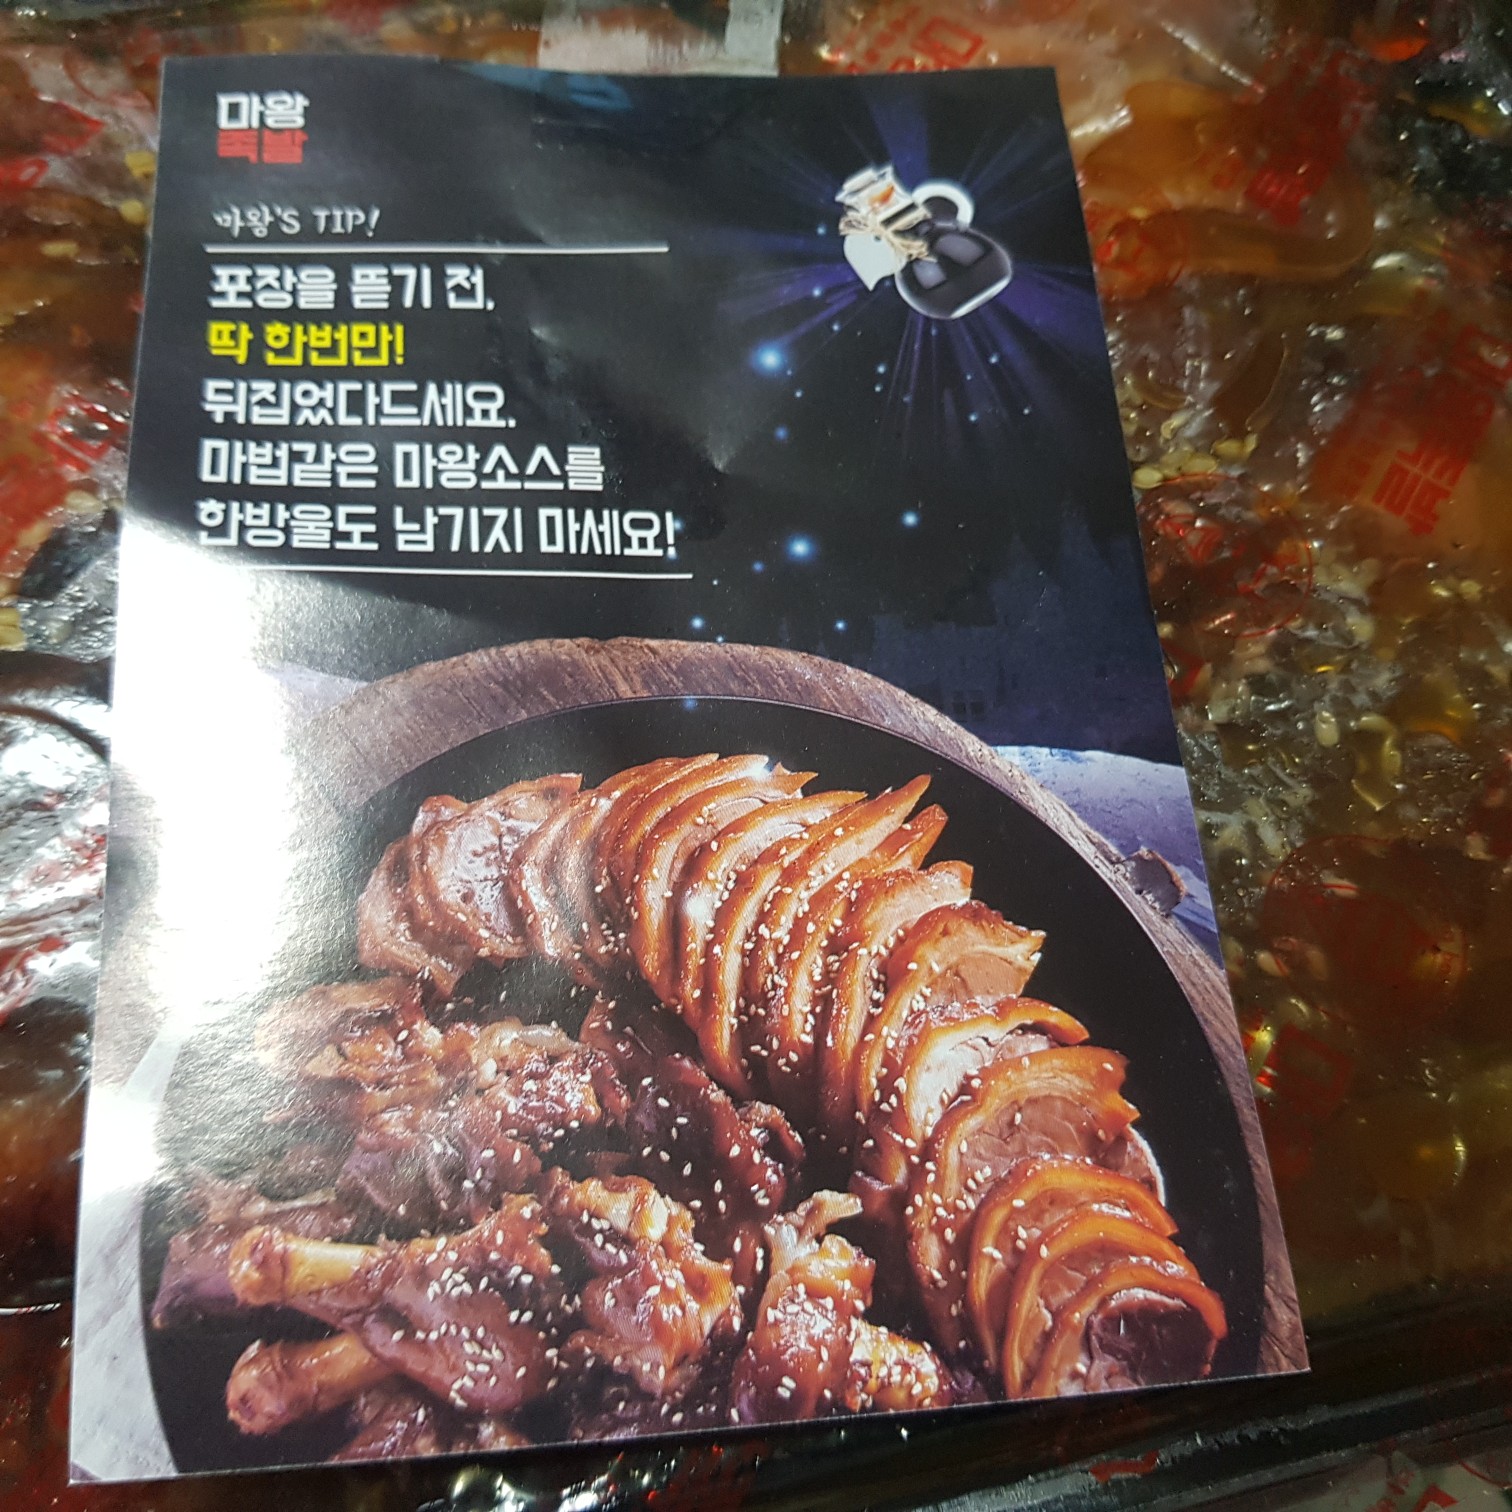 마왕
족발
마왕'S TIP!
포장을 뜯기 전,
딱 한번만!
뒤집었다드세요.
마법같은 마왕소스를
한방울도 남기지 마세요!